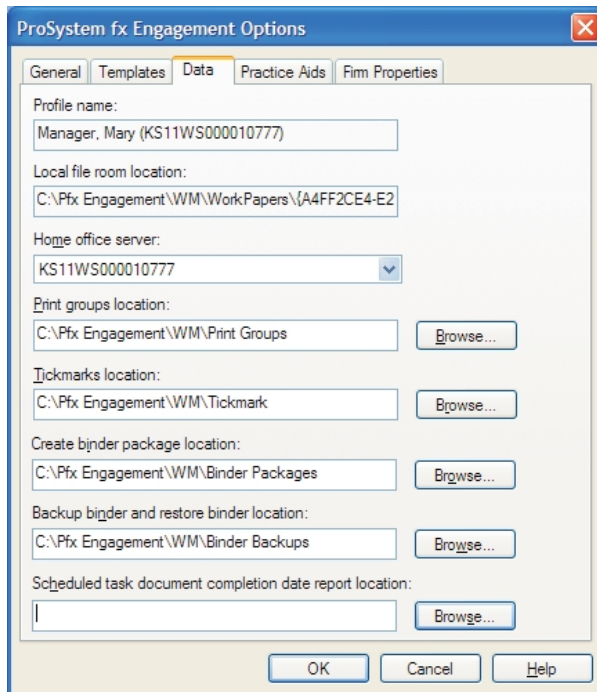 ProSystem fx Engagement Options
General Templates Data Practice Aids Firm Properties
Profile name:
Manager, Mary (KS11WS000010777)
Local file room location:
C:\Pfx Engagement\WM\WorkPapers\{A4FF2CE4-E2
Home office server:
KS11WS000010777
Print groups location:
C:\Pfx Engagement\WM\Print Groups Browse...
Tickmarks location:
C:\Pfx Engagement\WM\Tickmark Browse...
Create binder package location:
C:\Pfx Engagement\WM\Binder Packages Browse...
Backup binder and restore binder location:
C:\Pfx Engagement\WM\Binder Backups Browse...
Scheduled task document completion date report location:
Browse...
OK Cancel Help